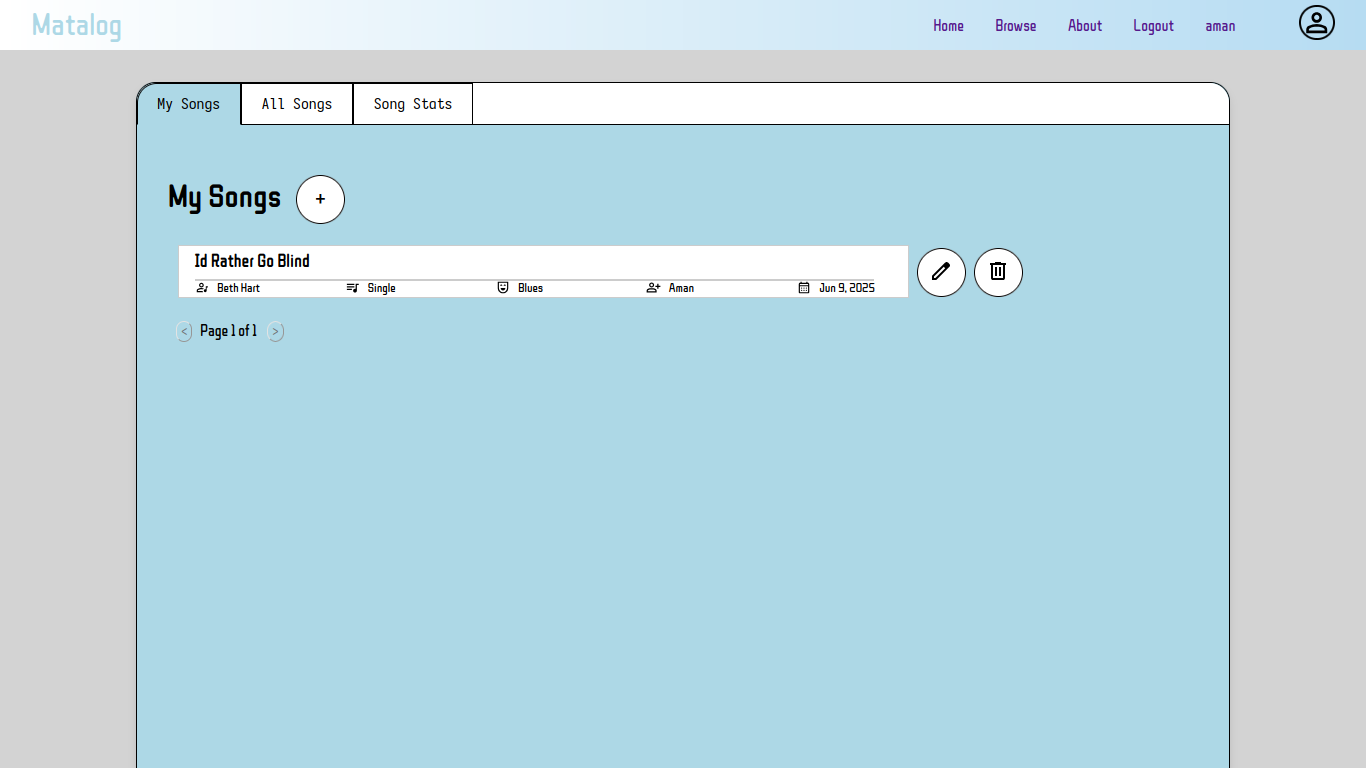 Matalog
Home Browse About Logout aman
My Songs All Songs Song Stats
My Songs +
Id Rather Go Blind
Beth Hart Single Blues Aman Jun 9, 2025
< Page 1 of 1 >